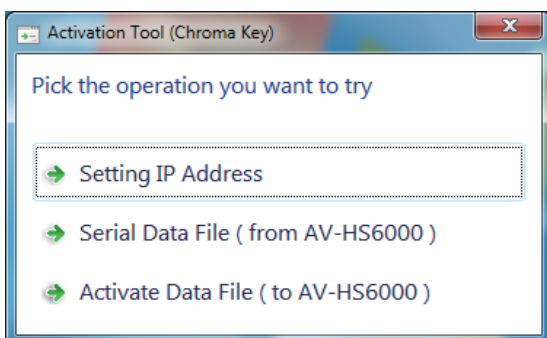 Activation Tool (Chroma Key)
Pick the operation you want to try
Setting IP Address
Serial Data File ( from AV-HS6000 )
Activate Data File ( to AV-HS6000 )